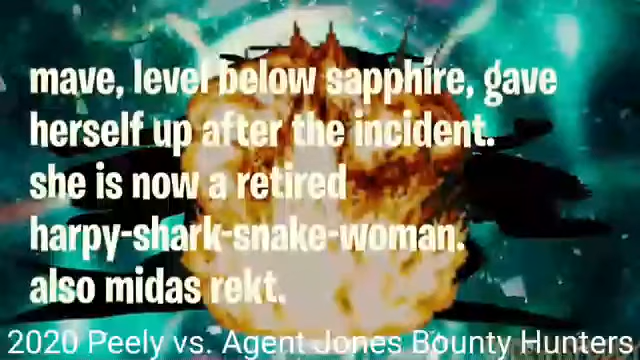 mave, level below sapphire, gave
herself up after the incident.
she is now a retired
harpy-shark-snake-woman.
also midas rekt.
2020 Peely vs. Agent Jones Bounty Hunters